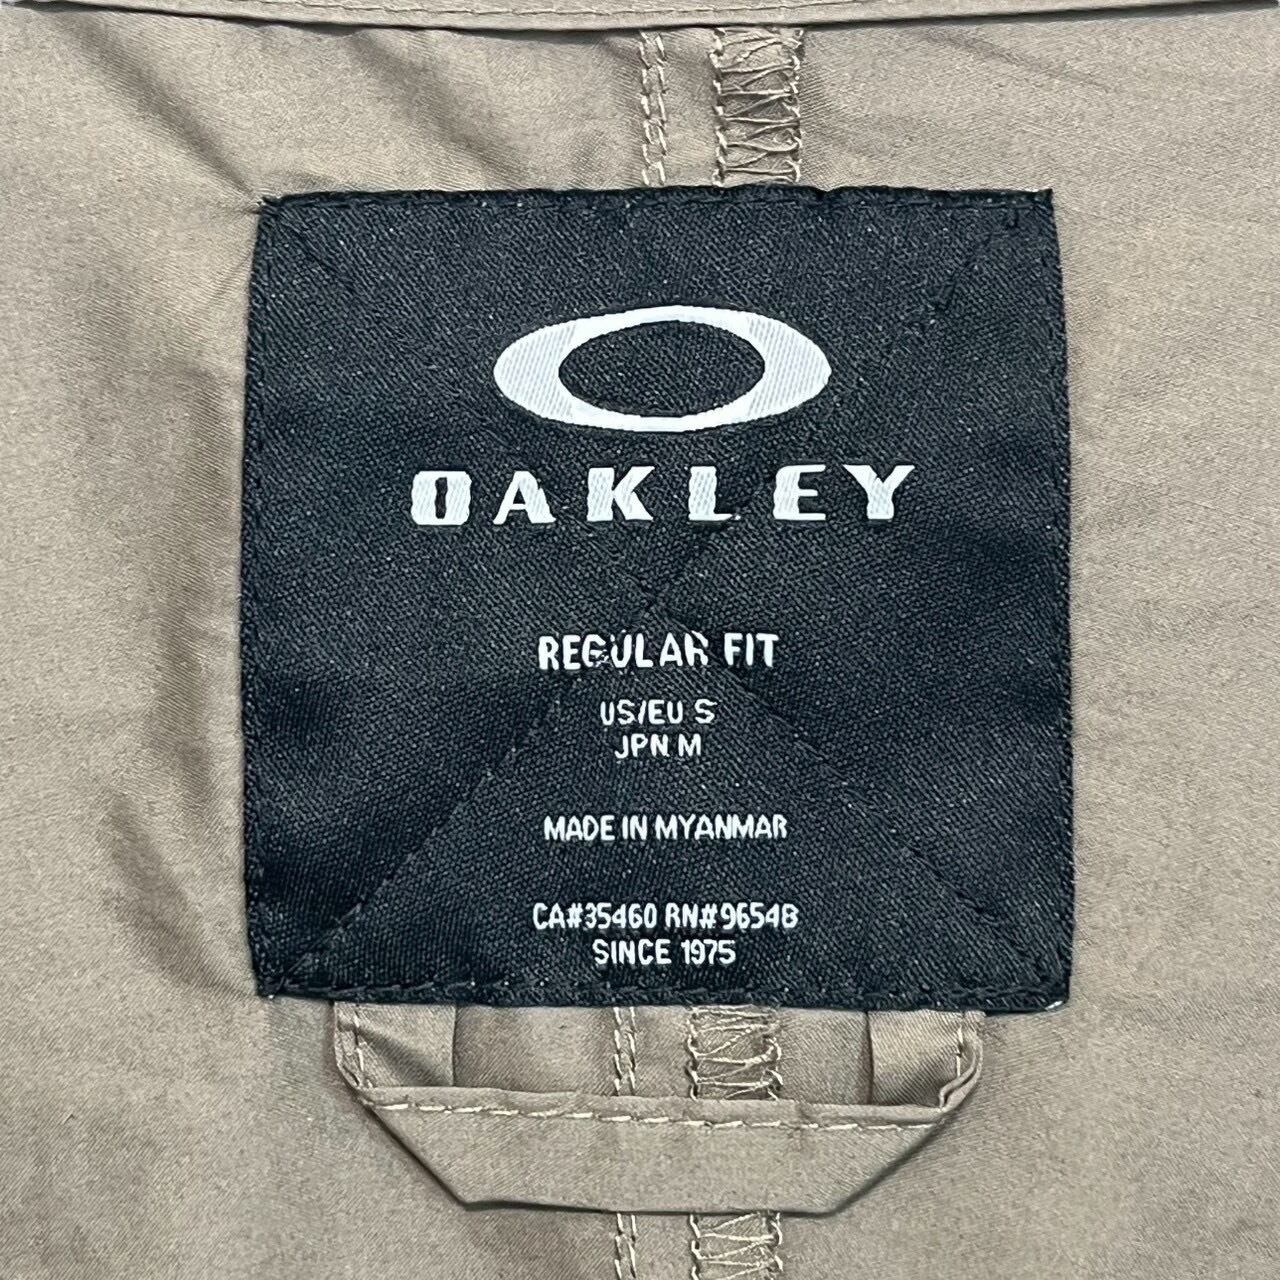 OAKLEY
REGULAR FIT
US/EU S
JPN M
MADE IN MYANMAR
CA#35460 RN#96548
SINCE 1975